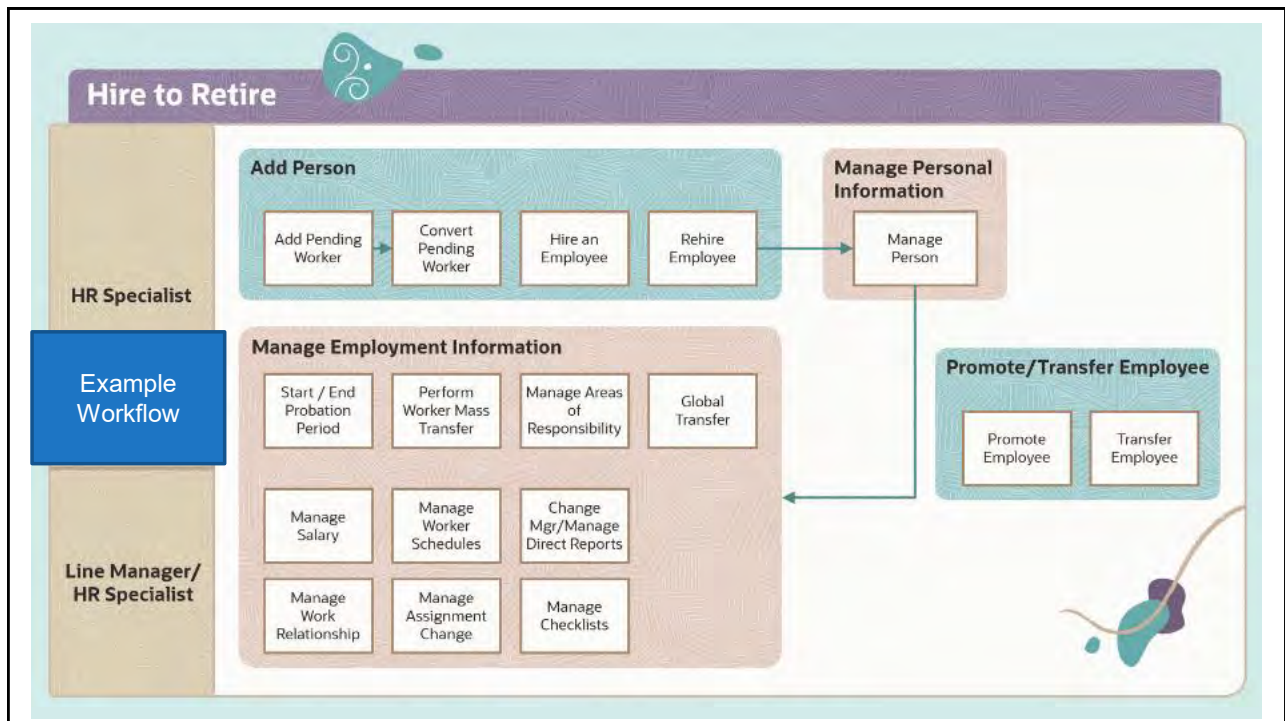 Hire to Retire
HR Specialist
Example
Workflow
Line Manager/
HR Specialist
Add Person
Add Pending
Worker
Convert
Pending
Worker
Hire an
Employee
Rehire
Employee
Manage Personal
Information
Manage
Person
Manage Employment Information
Start / End
Probation
Period
Perform
Worker Mass
Transfer
Manage Areas
of
Responsibility
Global
Transfer
Manage
Salary
Manage
Worker
Schedules
Change
Mgr/Manage
Direct Reports
Manage
Work
Relationship
Manage
Assignment
Change
Manage
Checklists
Promote/Transfer Employee
Promote
Employee
Transfer
Employee